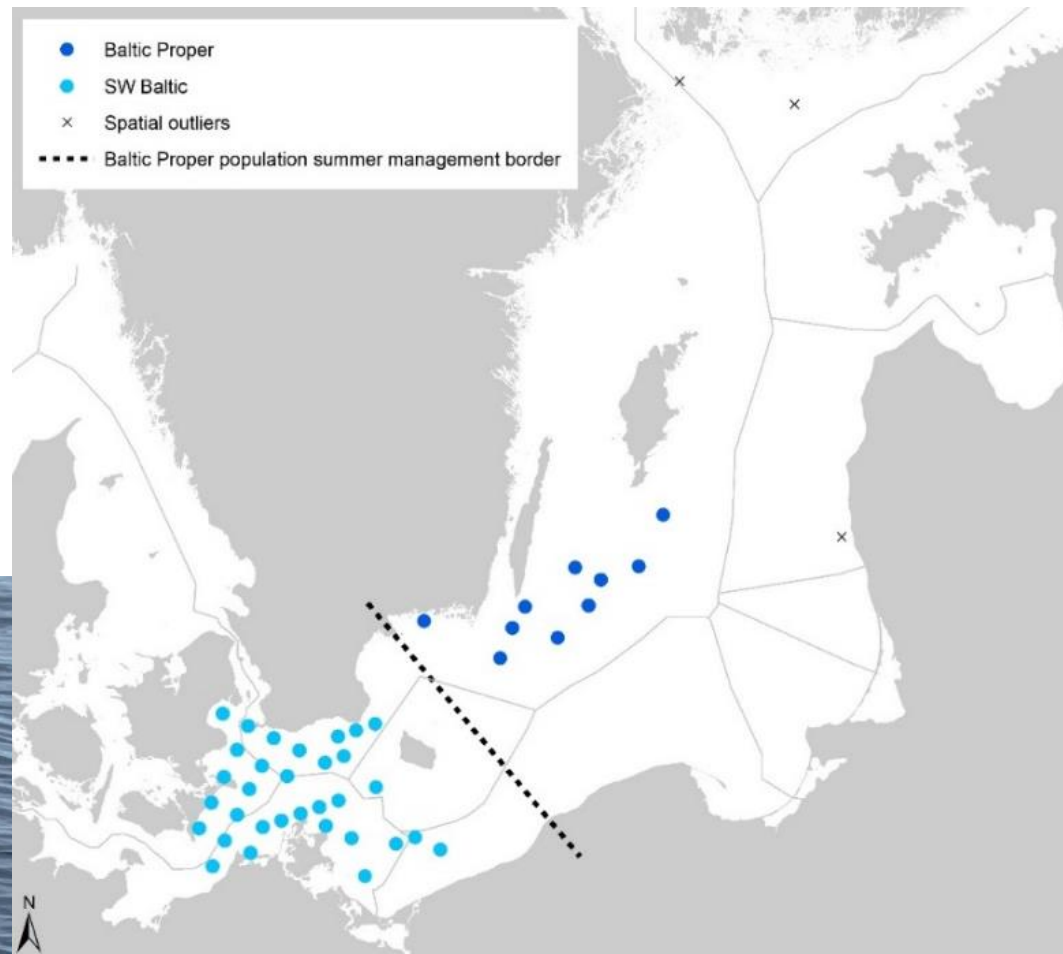 Baltic Proper
SW Baltic
Spatial outliers
Baltic Proper population summer management border
N